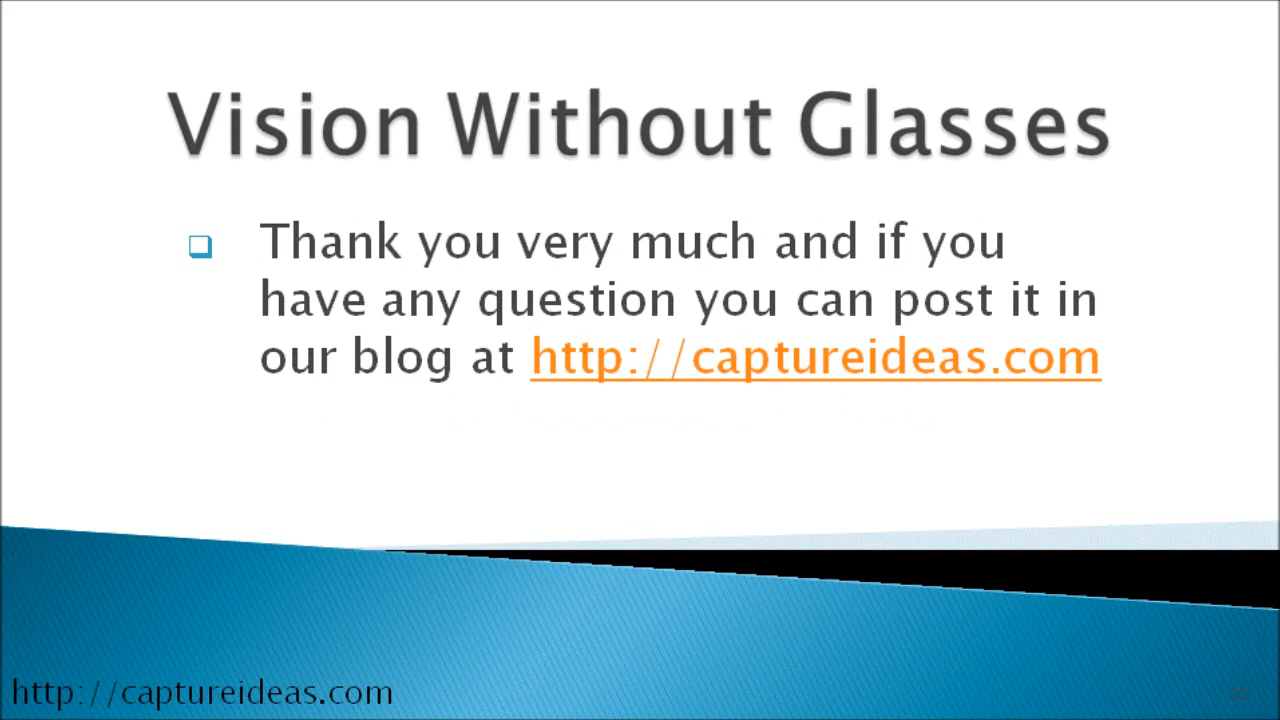 Vision Without Glasses
Thank you very much and if you
have any question you can post it in
our blog at http://captureideas.com
http://captureideas.com